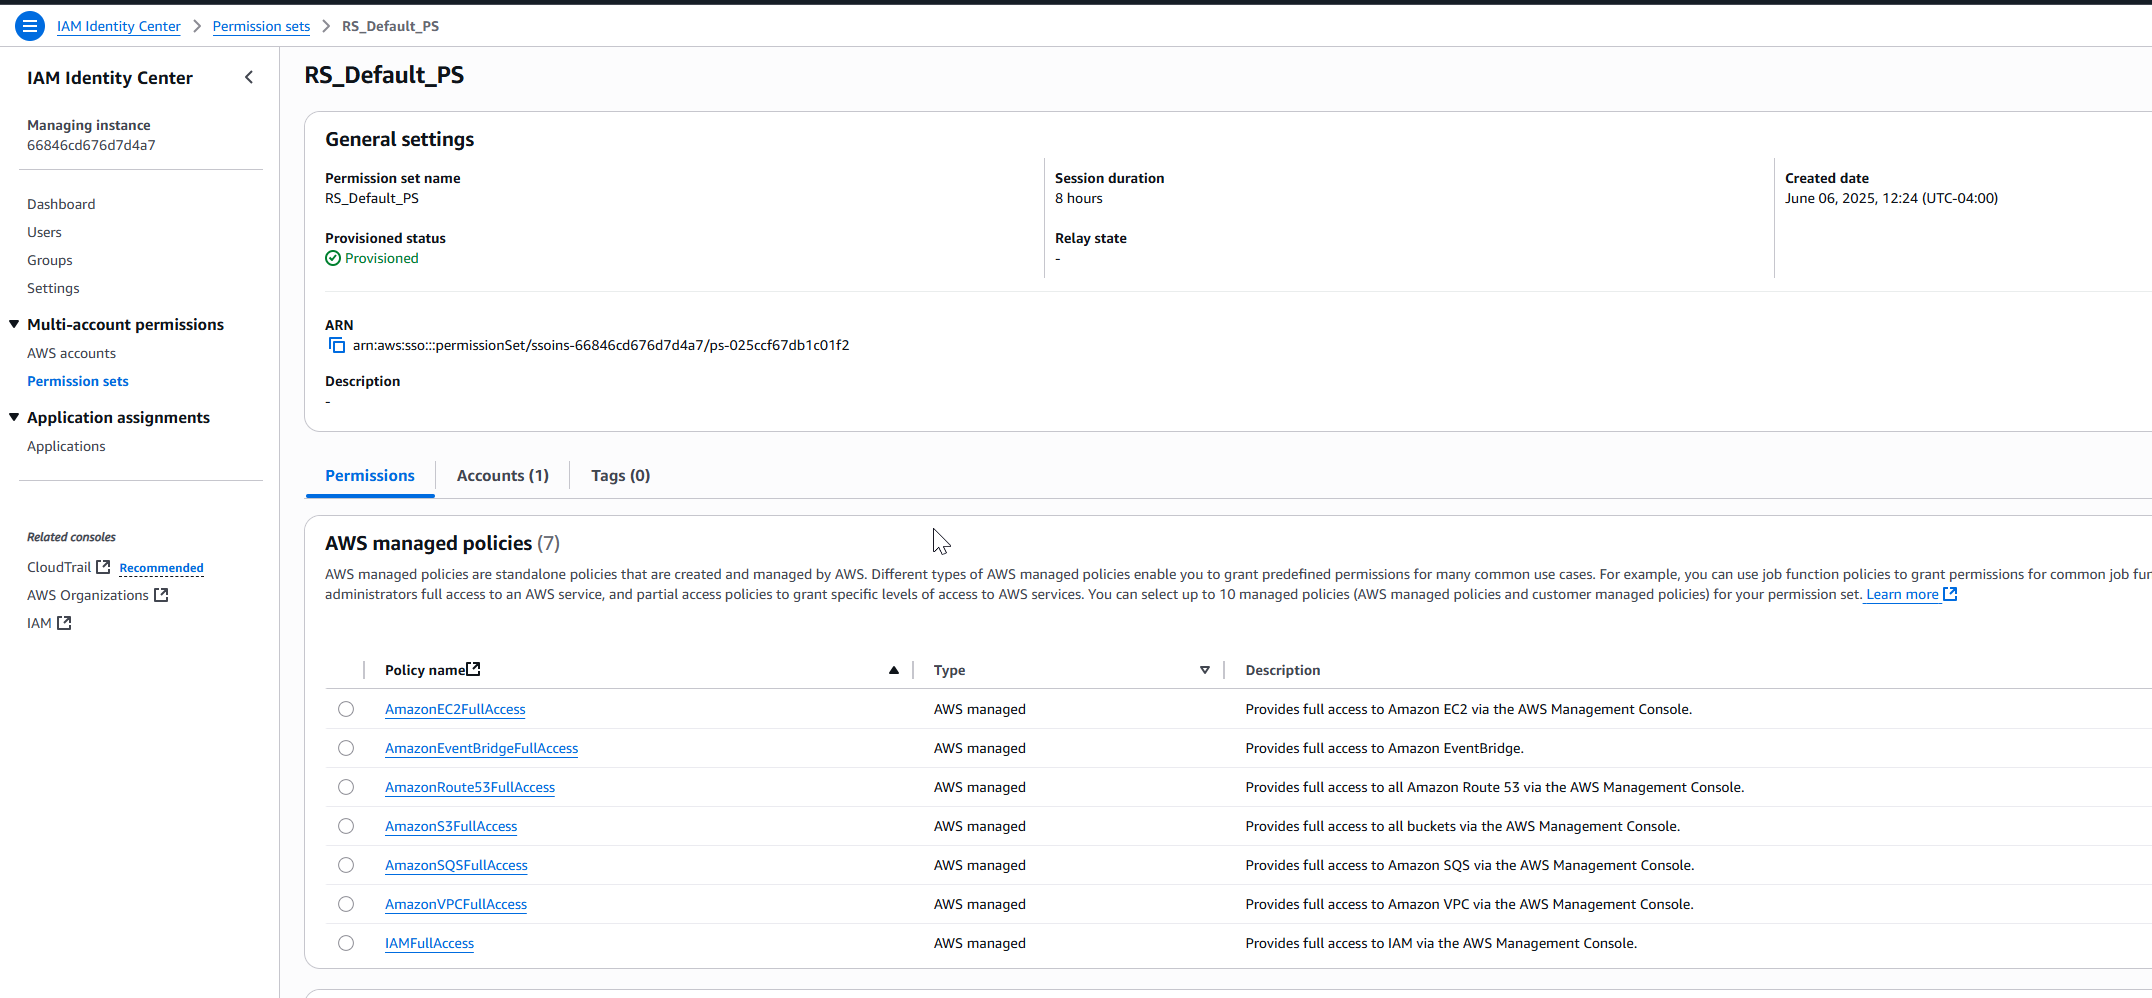 IAM Identity Center > Permission sets > RS_Default_PS
IAM Identity Center
Managing instance
66846cd676d7d4a7
Dashboard
Users
Groups
Settings
Multi-account permissions
AWS accounts
Permission sets
Application assignments
Applications
Related consoles
CloudTrail Recommended
AWS Organizations
IAM
RS_Default_PS
General settings
Permission set name
RS_Default_PS
Provisioned status
Provisioned
Session duration
8 hours
Relay state
-
Created date
June 06, 2025, 12:24 (UTC-04:00)
ARN
arn:aws:sso:::permissionSet/ssoins-66846cd676d7d4a7/ps-025ccf67db1c01f2
Description
-
Permissions Accounts (1) Tags (0)
AWS managed policies (7)
AWS managed policies are standalone policies that are created and managed by AWS. Different types of AWS managed policies enable you to grant predefined permissions for many common use cases. For example, you can use job function policies to grant permissions for common job
administrators full access to an AWS service, and partial access policies to grant specific levels of access to AWS services. You can select up to 10 managed policies (AWS managed policies and customer managed policies) for your permission set. Learn more
Policy name Type Description
AmazonEC2FullAccess AWS managed Provides full access to Amazon EC2 via the AWS Management Console.
AmazonEventBridgeFullAccess AWS managed Provides full access to Amazon EventBridge.
AmazonRoute53FullAccess AWS managed Provides full access to all Amazon Route 53 via the AWS Management Console.
AmazonS3FullAccess AWS managed Provides full access to all buckets via the AWS Management Console.
AmazonSQSFullAccess AWS managed Provides full access to Amazon SQS via the AWS Management Console.
AmazonVPCFullAccess AWS managed Provides full access to Amazon VPC via the AWS Management Console.
IAMFullAccess AWS managed Provides full access to IAM via the AWS Management Console.